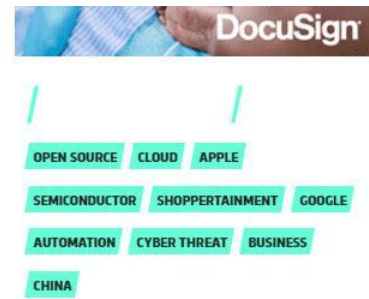 DocuSign
OPEN SOURCE CLOUD APPLE
SEMICONDUCTOR SHOPPERTAINMENT GOOGLE
AUTOMATION CYBER THREAT BUSINESS
CHINA